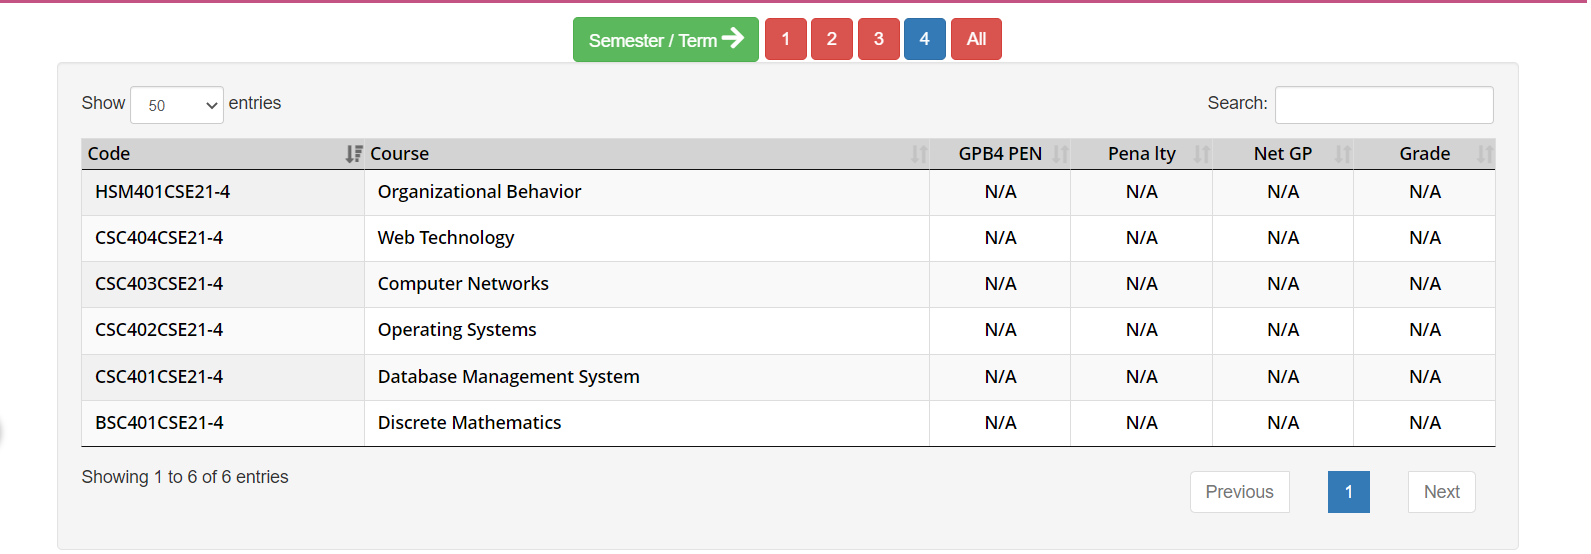 Semester / Term 1 2 3 4 All
Show 50 entries Search:
Code Course GPB4 PEN Pena lty Net GP Grade
HSM401CSE21-4 Organizational Behavior N/A N/A N/A N/A
CSC404CSE21-4 Web Technology N/A N/A N/A N/A
CSC403CSE21-4 Computer Networks N/A N/A N/A N/A
CSC402CSE21-4 Operating Systems N/A N/A N/A N/A
CSC401CSE21-4 Database Management System N/A N/A N/A N/A
BSC401CSE21-4 Discrete Mathematics N/A N/A N/A N/A
Showing 1 to 6 of 6 entries
Previous 1 Next